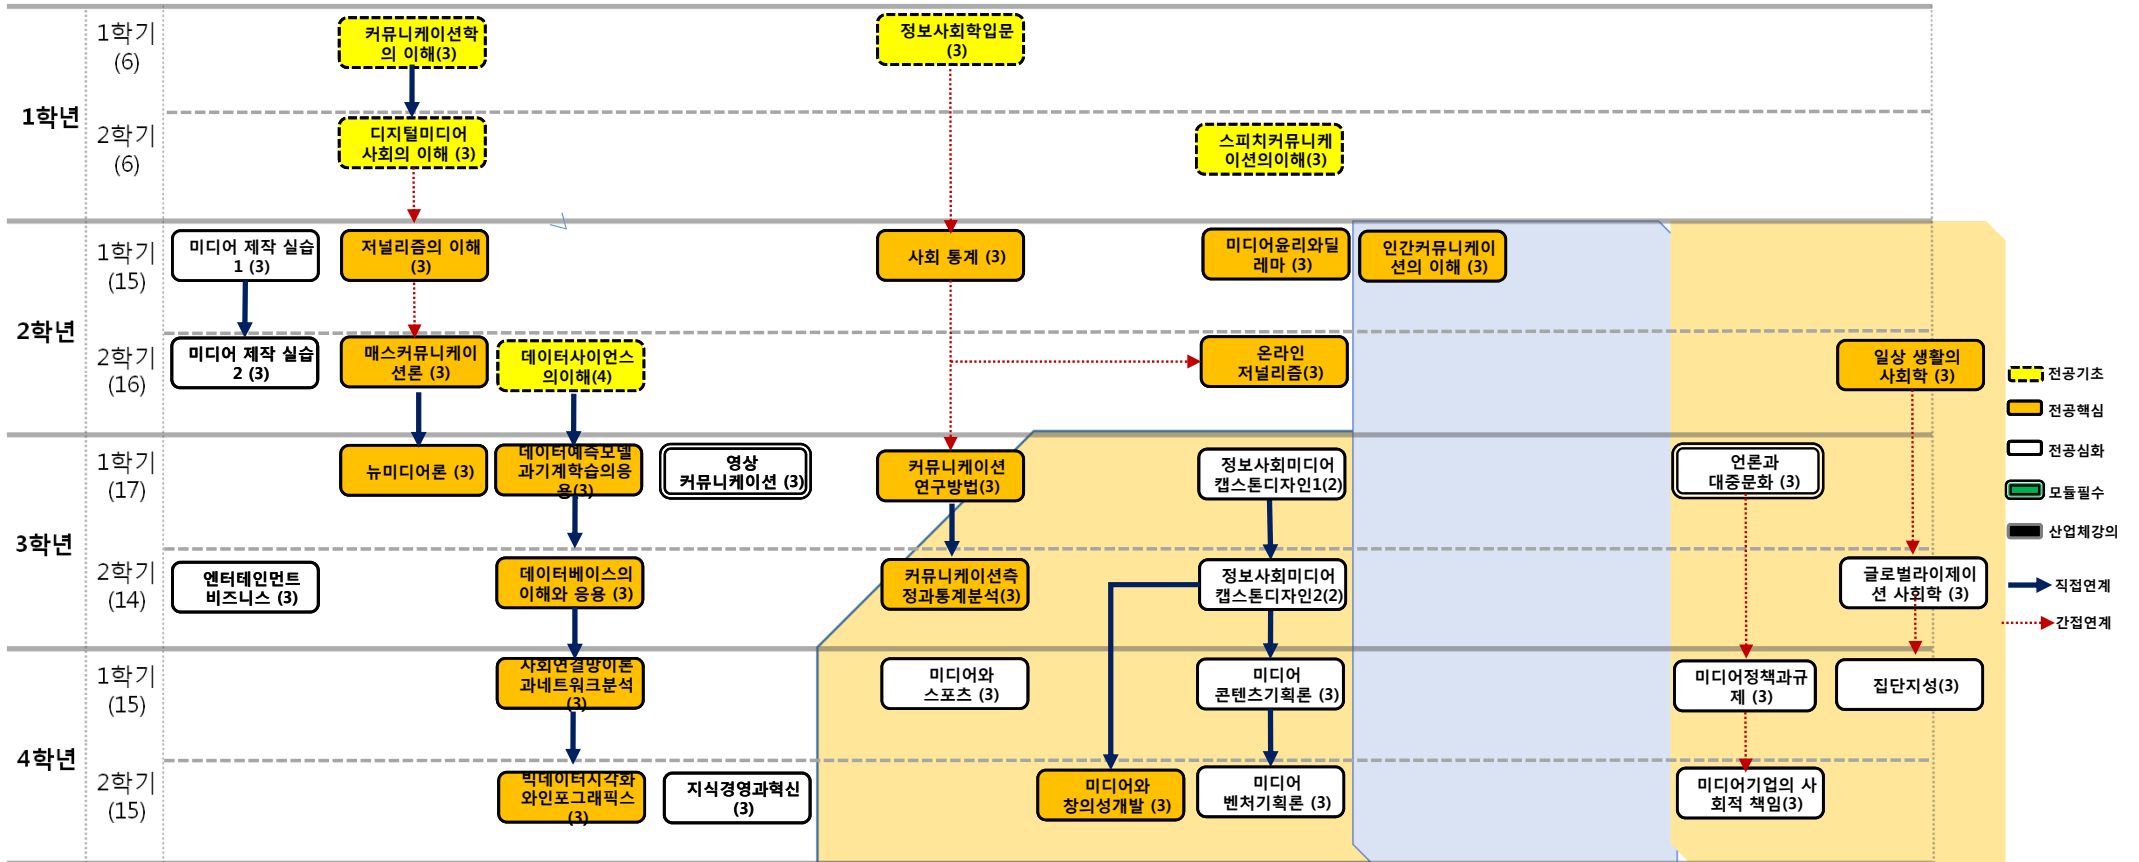 1학년
1학기
(6)
커뮤니케이션학
의 이해(3)
정보사회학입문
(3)
2학기
(6)
디지털미디어
사회의 이해 (3)
스피치커뮤니케
이션의이해(3)
2학년
1학기
(15)
미디어 제작 실습
1 (3)
저널리즘의 이해
(3)
사회 통계 (3)
미디어윤리와딜
레마 (3)
인간커뮤니케이
션의 이해 (3)
2학기
(16)
미디어 제작 실습
2 (3)
매스커뮤니케이
션론 (3)
데이터사이언스
의이해(4)
온라인
저널리즘(3)
일상 생활의
사회학 (3)
3학년
1학기
(17)
뉴미디어론 (3)
데이터예측모델
과기계학습의응
용(3)
영상
커뮤니케이션 (3)
커뮤니케이션
연구방법(3)
정보사회미디어
캡스톤디자인1(2)
언론과
대중문화 (3)
2학기
(14)
엔터테인먼트
비즈니스 (3)
데이터베이스의
이해와 응용 (3)
커뮤니케이션측
정과통계분석(3)
정보사회미디어
캡스톤디자인2(2)
글로벌라이제이
션 사회학 (3)
4학년
1학기
(15)
사회연결망이론
과네트워크분석
(3)
미디어와
스포츠 (3)
미디어
콘텐츠기획론 (3)
미디어정책과규
제 (3)
집단지성(3)
2학기
(15)
빅데이터시각화
와인포그래픽스
(3)
지식경영과혁신
(3)
미디어와
창의성개발 (3)
미디어
벤처기획론 (3)
미디어기업의 사
회적 책임(3)
전공기초
전공핵심
전공심화
모듈필수
산업체강의
직접연계
간접연계